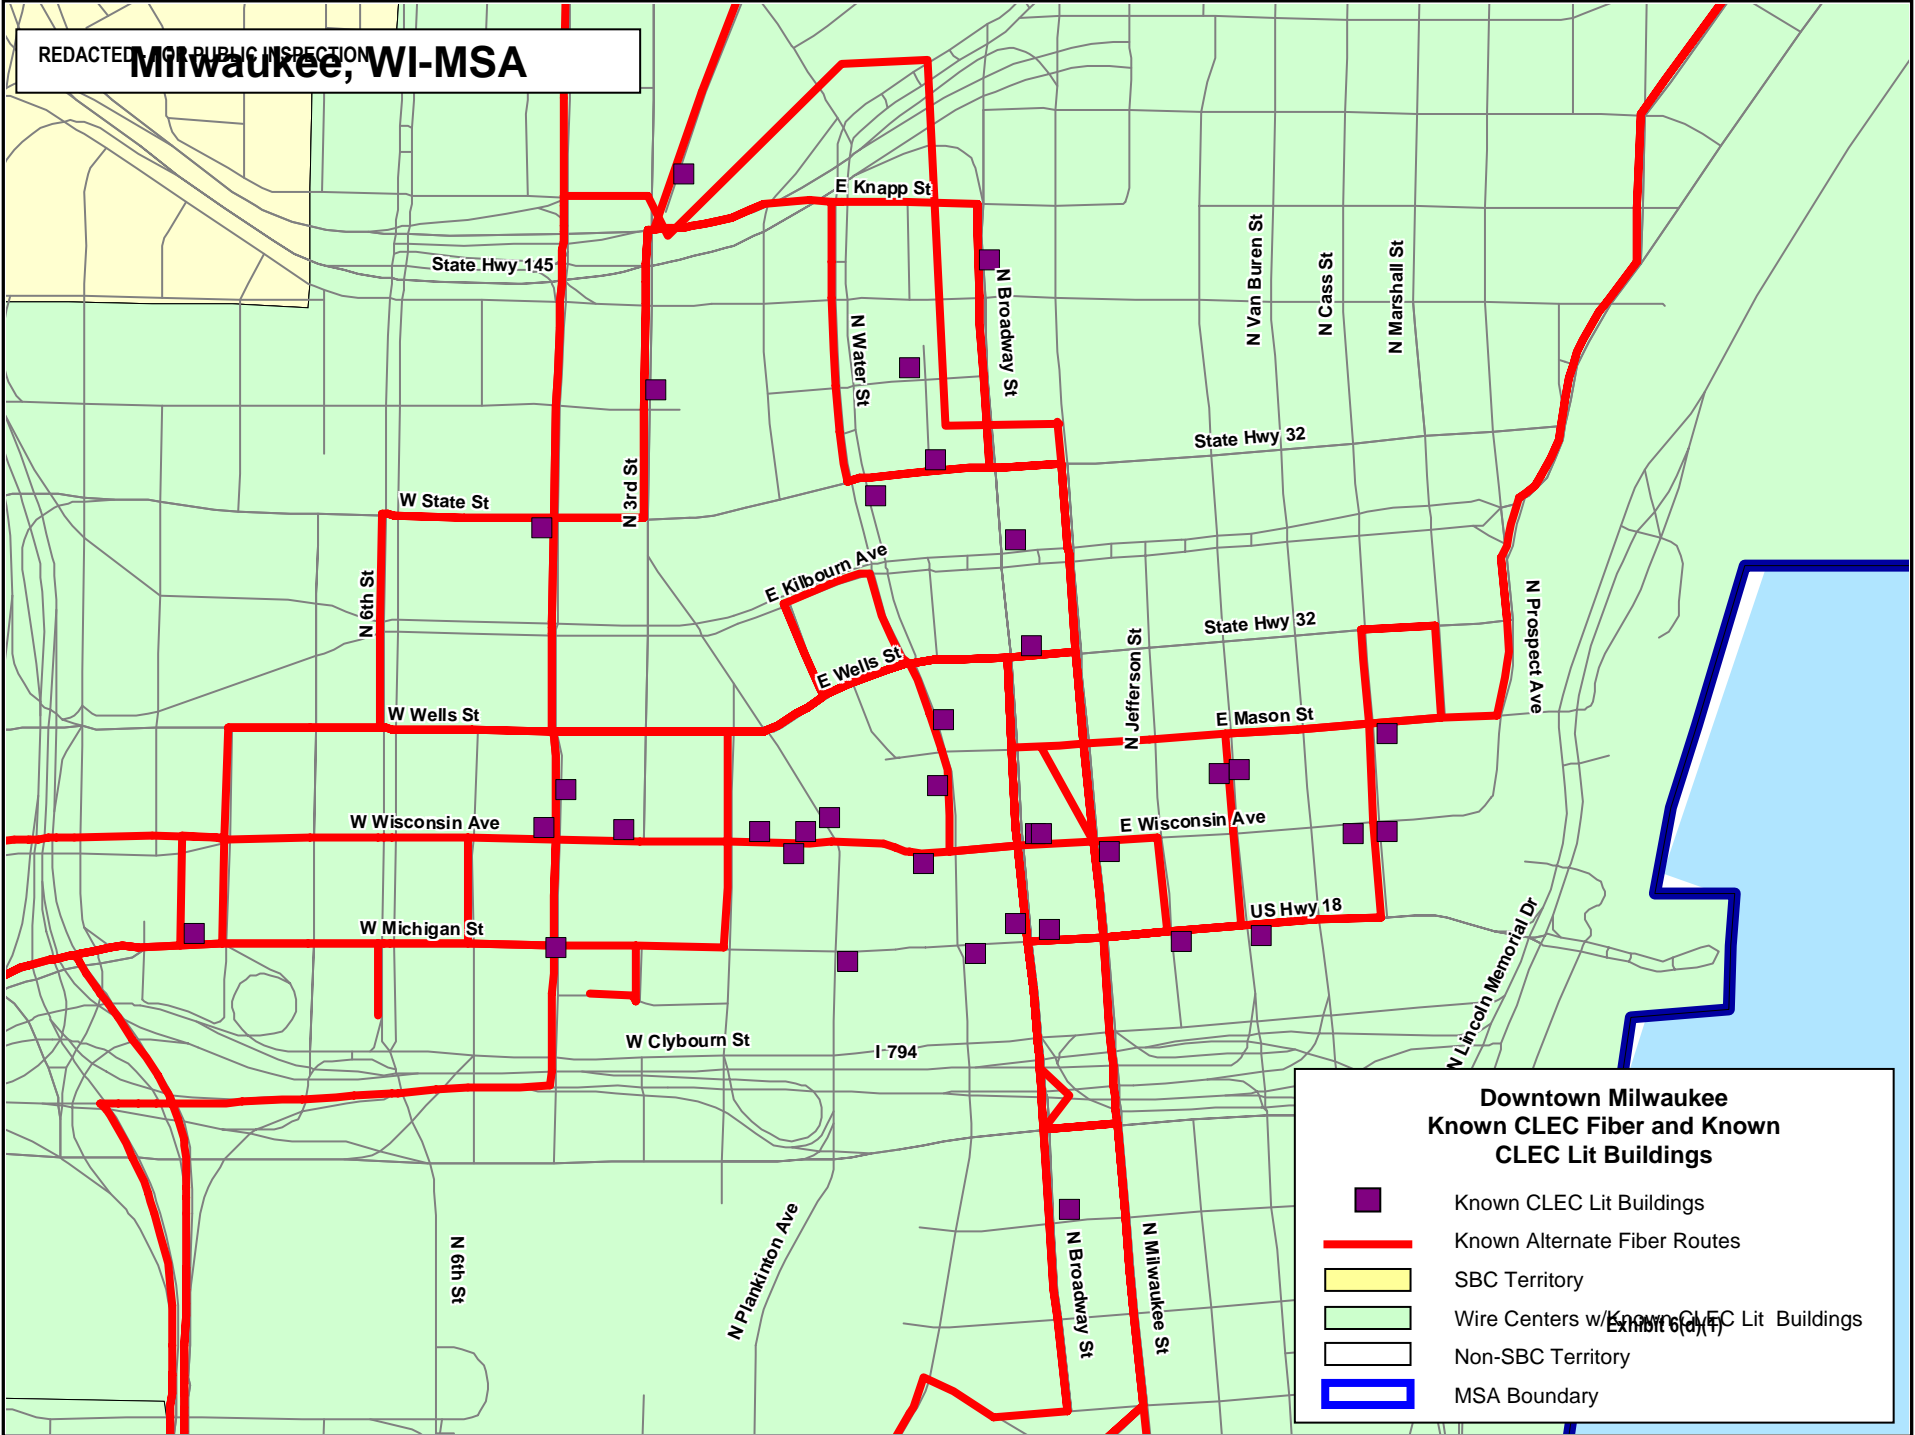 REDACTED - FOR PUBLIC INSPECTION
Milwaukee, WI-MSA
E Knapp St
State Hwy 145
N Broadway St
N Van Buren St
N Cass St
N Marshall St
N Water St
State Hwy 32
W State St
N 3rd St
E Kilbourn Ave
N 6th St
State Hwy 32
N Prospect Ave
E Wells St
N Jefferson St
W Wells St
E Mason St
W Wisconsin Ave
E Wisconsin Ave
W Michigan St
US Hwy 18
N Lincoln Memorial Dr
W Clybourn St
I-794
N 6th St
N Plankinton Ave
N Broadway St
N Milwaukee St
Downtown Milwaukee
Known CLEC Fiber and Known
CLEC Lit Buildings
Known CLEC Lit Buildings
Known Alternate Fiber Routes
SBC Territory
Wire Centers w/Known CLEC Lit Buildings
Exhibit 6(d)(1)
Non-SBC Territory
MSA Boundary